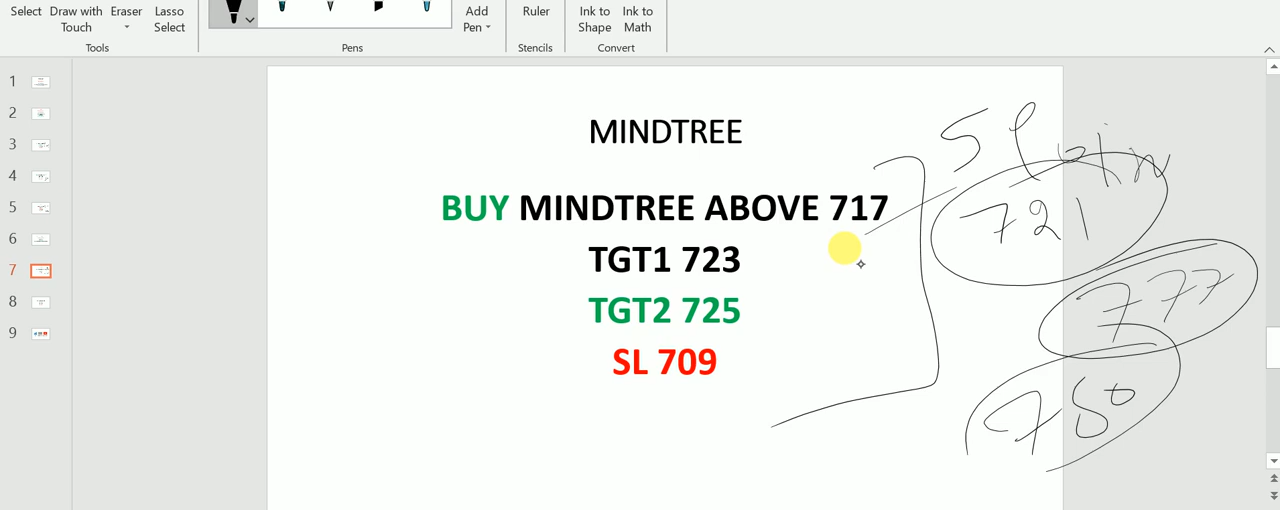 Select
Draw with Touch
Eraser
Lasso Select
Tools
Pens
Add Pen
Ruler
Stencils
Ink to Shape
Ink to Math
Convert
1
2
3
4
5
6
7
8
9
MINDTREE
BUY MINDTREE ABOVE 717
TGT1 723
TGT2 725
SL 709
721
777
750